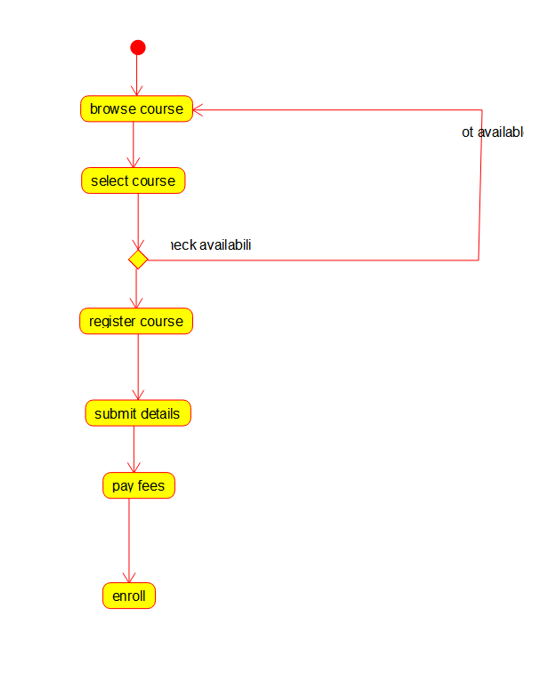 browse course
ot availabl
select course
heck availabili
register course
submit details
pay fees
enroll